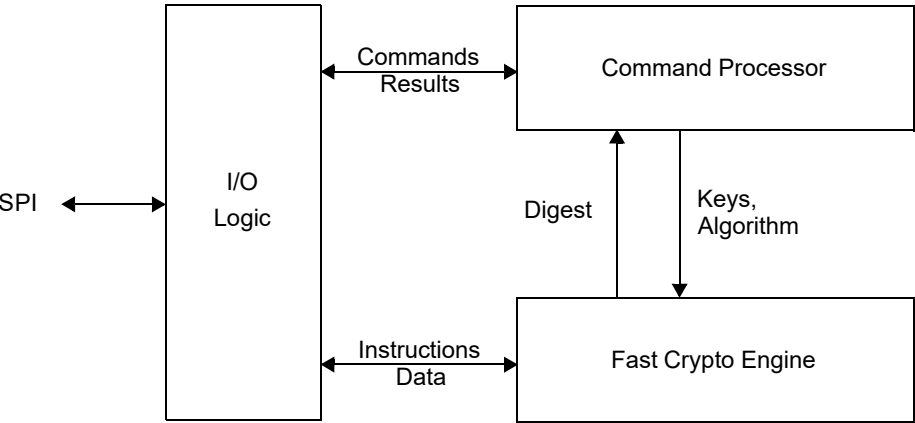 Commands
Results
Command Processor
SPI
I/O
Logic
Digest
Keys,
Algorithm
Instructions
Data
Fast Crypto Engine